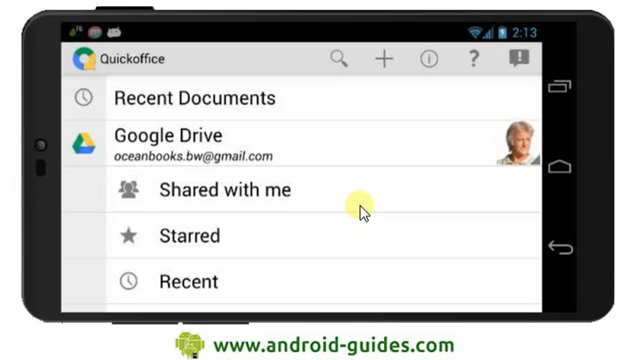 76 2:13
Quickoffice
Recent Documents
Google Drive
oceanbooks.bw@gmail.com
Shared with me
Starred
Recent
www.android-guides.com